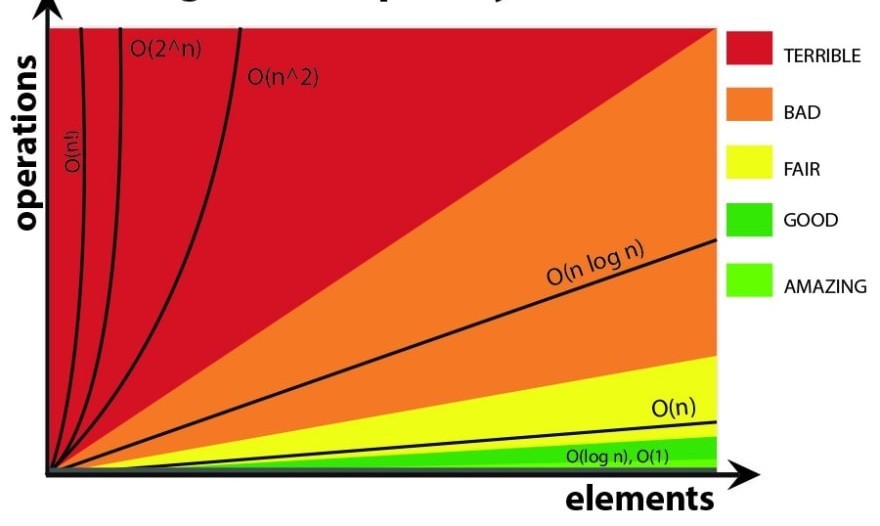 operations
O(n!)
O(2^n)
O(n^2)
O(n log n)
O(n)
O(log n), O(1)
elements
TERRIBLE
BAD
FAIR
GOOD
AMAZING